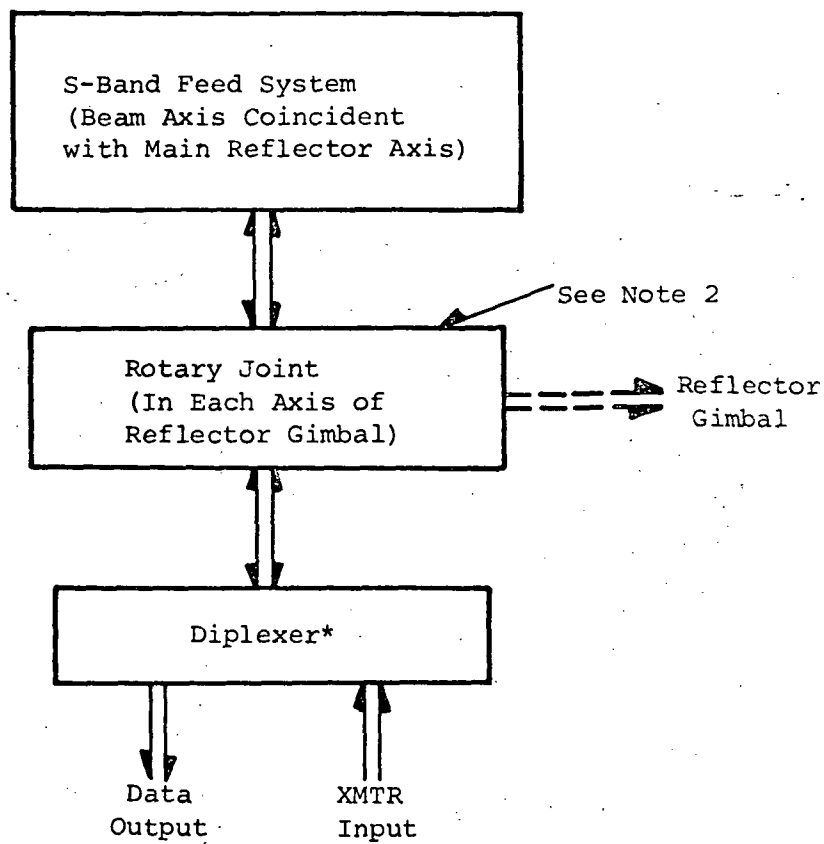 S-Band Feed System
(Beam Axis Coincident
with Main Reflector Axis)
See Note 2
Rotary Joint
(In Each Axis of
Reflector Gimbal)
Reflector
Gimbal
Diplexer*
Data
Output
XMTR
Input